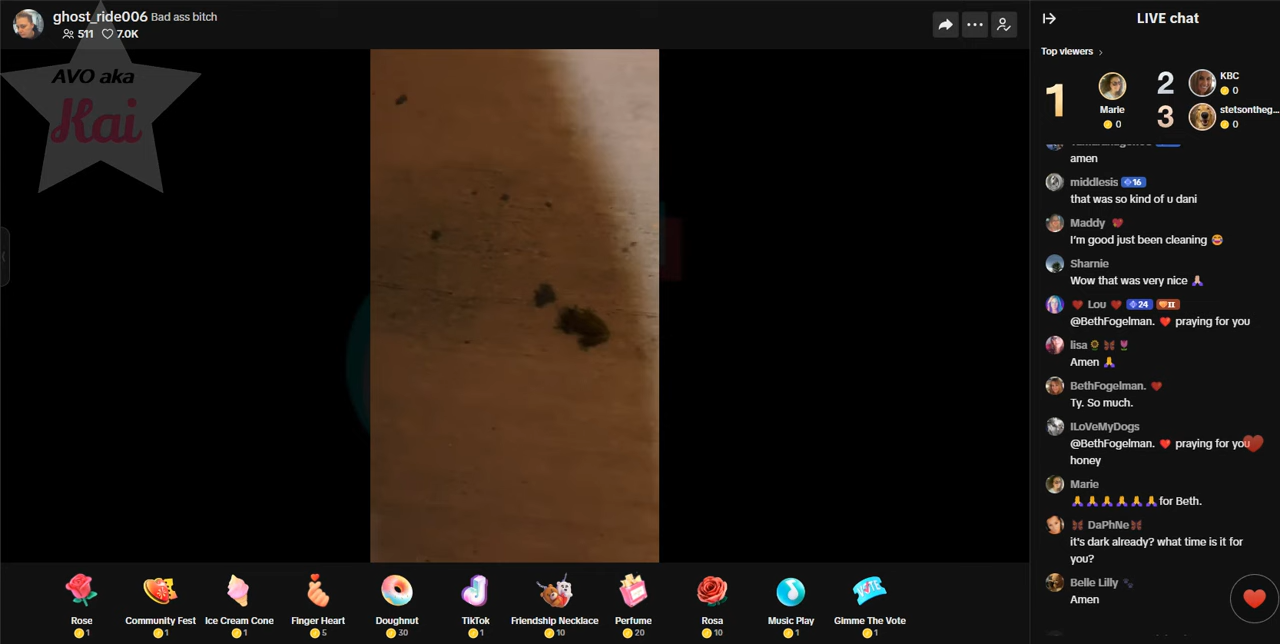 ghost_ride006 Bad ass bitch
511 7.0K
AVO aka
Kai
LIVE chat
Top viewers
1
Marie
0
2
KBC
0
3
stetsontheg...
0
amen
middlesis 16
that was so kind of u dani
Maddy
I'm good just been cleaning
Sharnie
Wow that was very nice
Lou 24 II
@BethFogelman. praying for you
lisa
Amen
BethFogelman.
Ty. So much.
ILoVeMyDogs
@BethFogelman. praying for you
honey
Marie
for Beth.
DaPhNe
it's dark already? what time is it for
you?
Belle Lilly
Amen
VOTE
Rose Community Fest Ice Cream Cone Finger Heart Doughnut TikTok Friendship Necklace Perfume Rosa Music Play Gimme The Vote
1 1 1 5 30 1 10 20 10 1 1